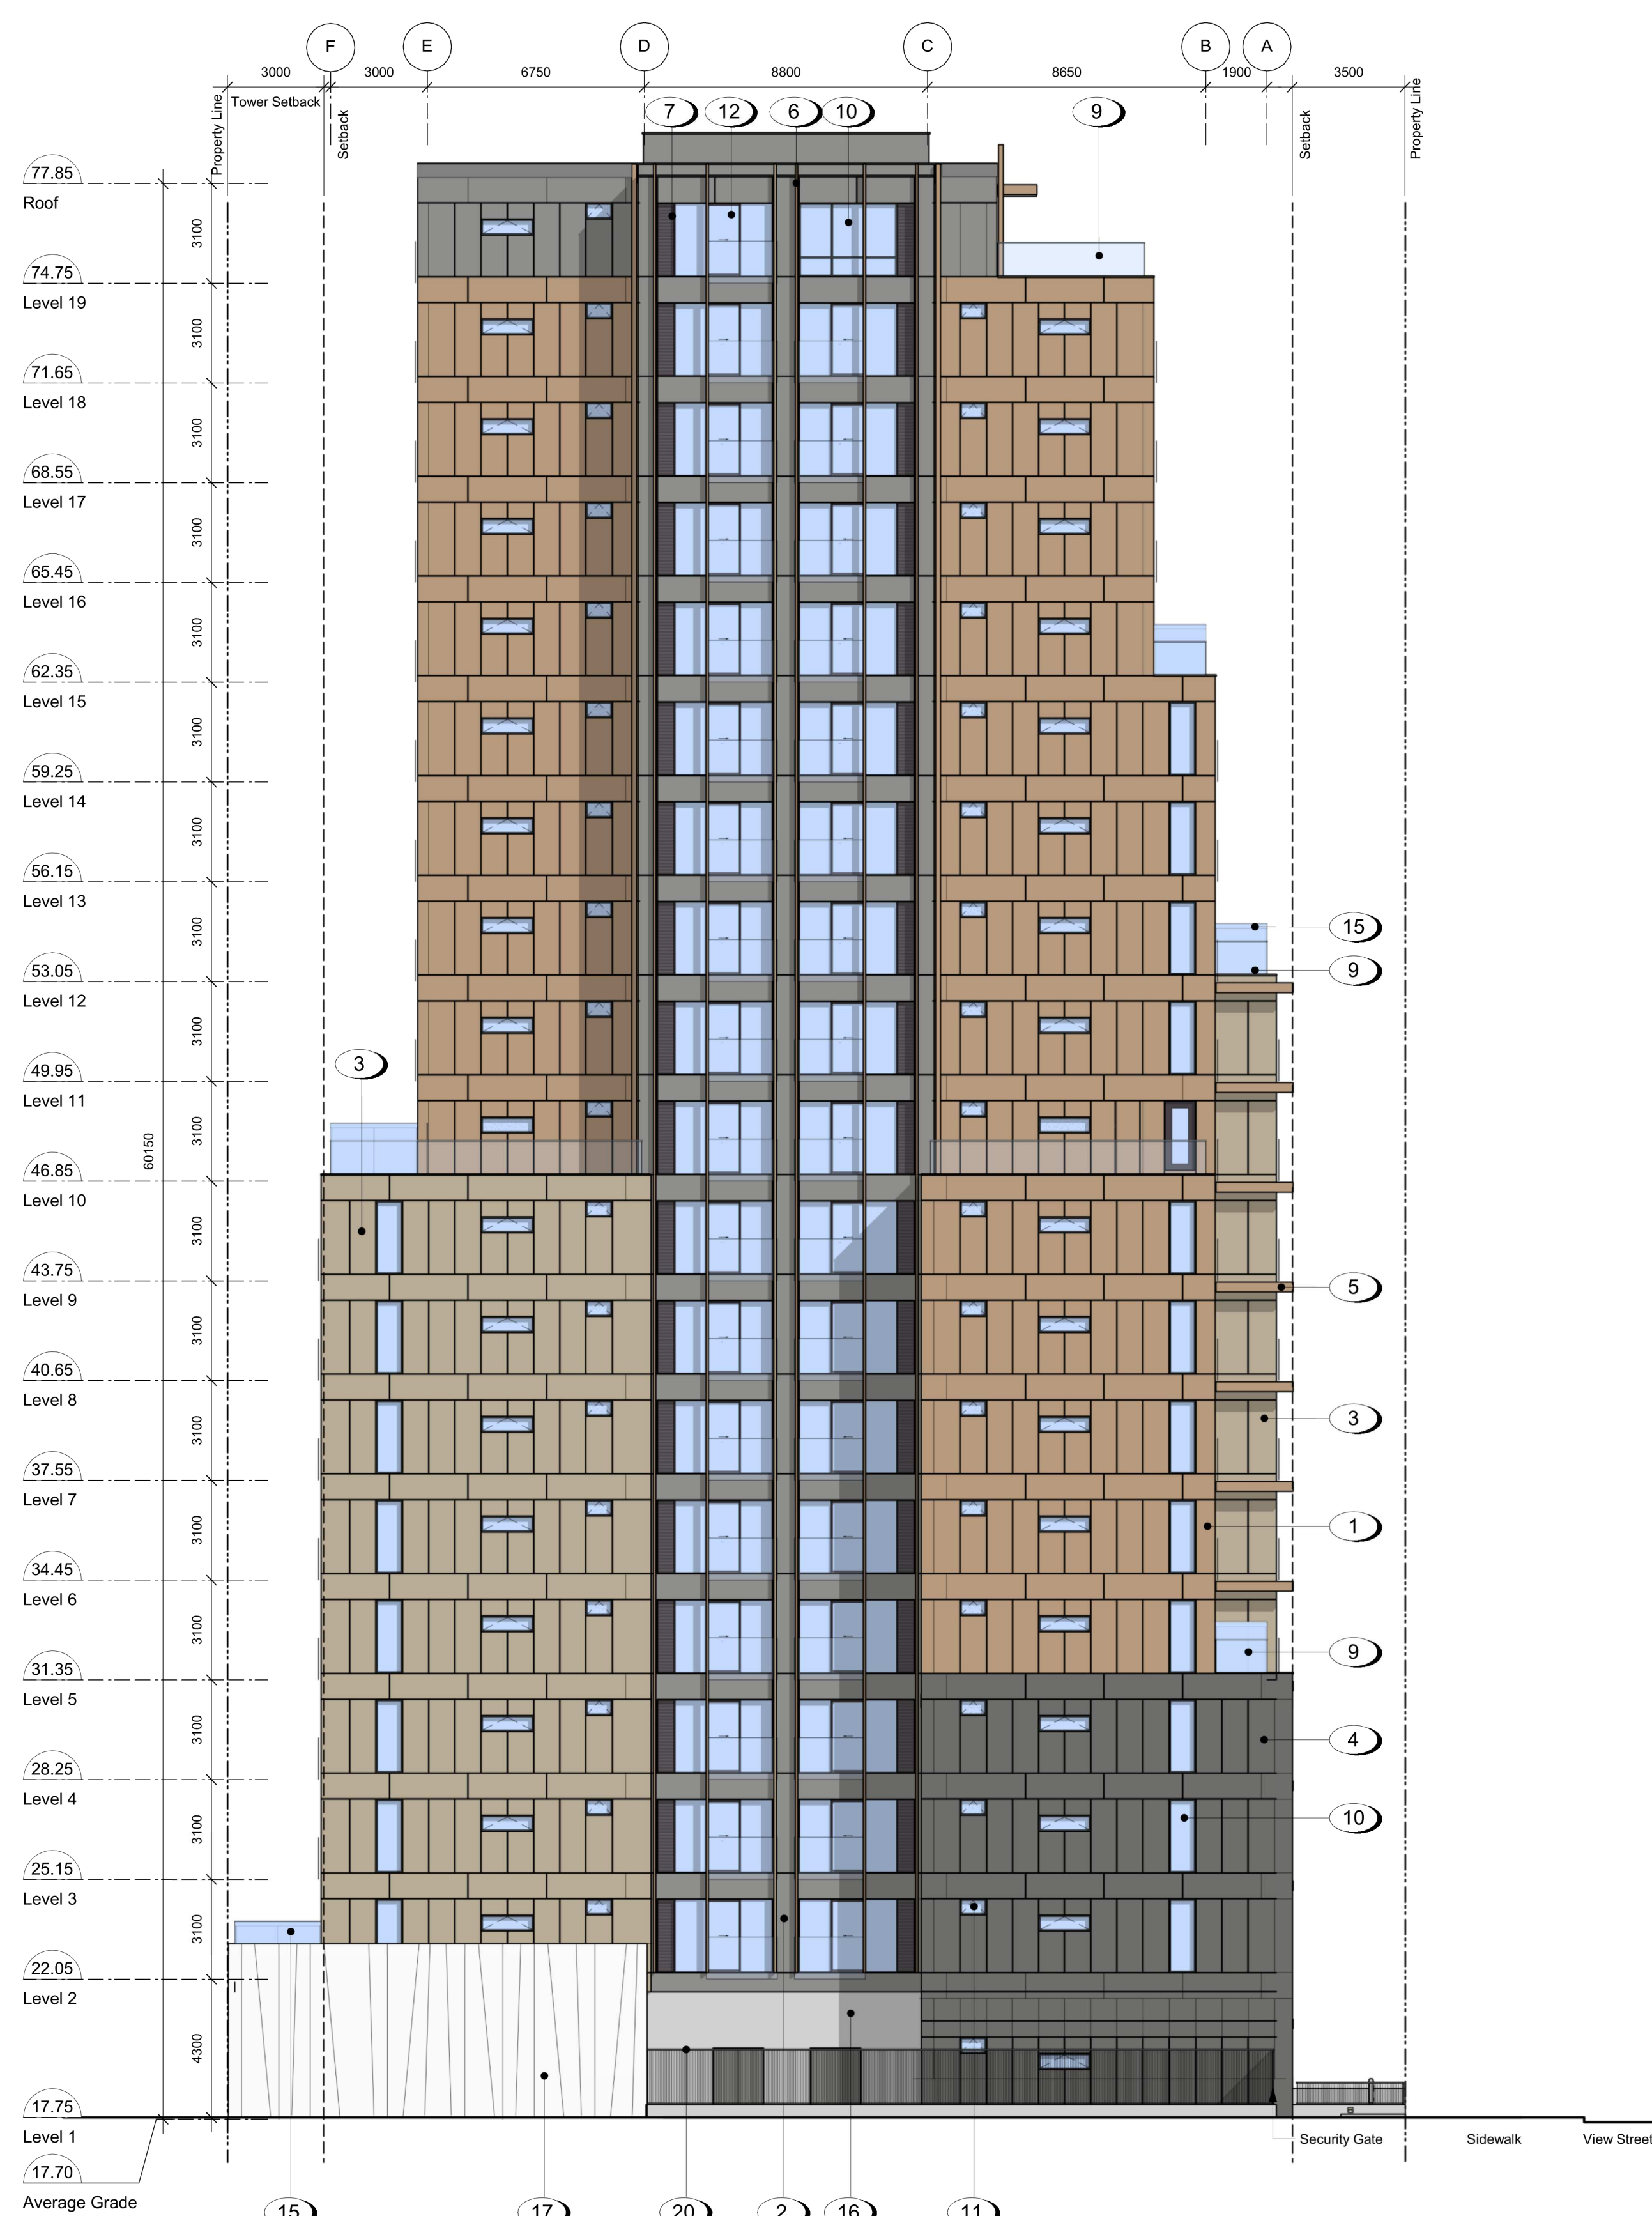 F E D C B A
3000 3000 6750 8800 8650 1900 3500
Tower Setback
Property Line
Setback
Setback
Property Line
7 12 6 10 9
77.85
Roof
3100
74.75
Level 19
3100
71.65
Level 18
3100
68.55
Level 17
3100
65.45
Level 16
3100
62.35
Level 15
3100
59.25
Level 14
3100
56.15
Level 13
15
3100
9
53.05
Level 12
3100
3
49.95
Level 11
3100
60150
46.85
Level 10
3100
43.75
5
Level 9
3100
40.65
Level 8
3
3100
37.55
Level 7
1
3100
34.45
Level 6
3100
9
31.35
Level 5
4
3100
28.25
Level 4
10
3100
25.15
Level 3
3100
22.05
Level 2
4300
17.75
Level 1
Security Gate Sidewalk View Street
17.70
Average Grade
15 17 20 2 16 11